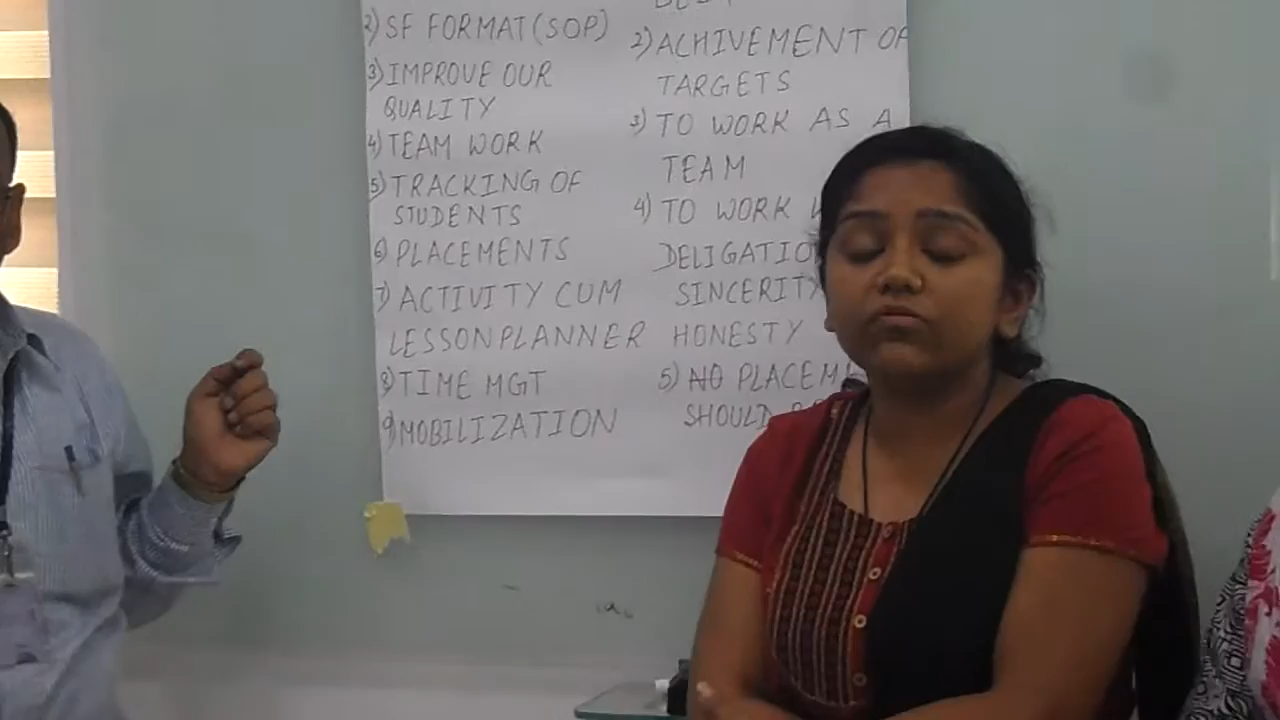 2) SF FORMAT (SOP)
3) IMPROVE OUR
QUALITY
4) TEAM WORK
5) TRACKING OF
STUDENTS
6) PLACEMENTS
7) ACTIVITY CUM
LESSON PLANNER
8) TIME MGT
9) MOBILIZATION
2) ACHIVEMENT OF
TARGETS
3) TO WORK AS A
TEAM
4) TO WORK
SINCERITY
HONESTY
5) NO
SHOULD